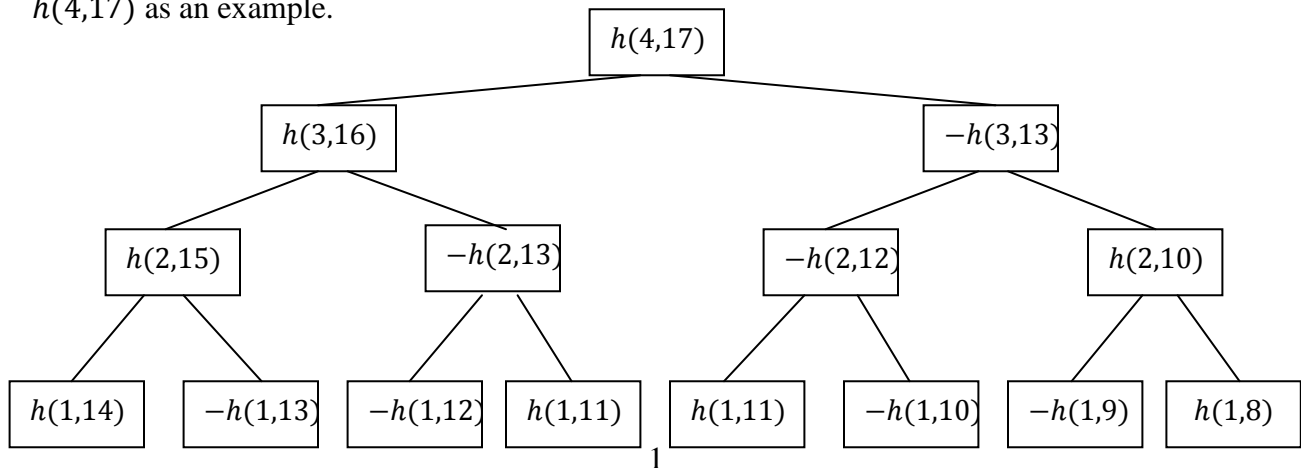 h(4,17) as an example.
h(4,17)
h(3,16) −h(3,13)
h(2,15) −h(2,13) −h(2,12) h(2,10)
h(1,14) −h(1,13) −h(1,12) h(1,11) h(1,11) −h(1,10) −h(1,9) h(1,8)
1